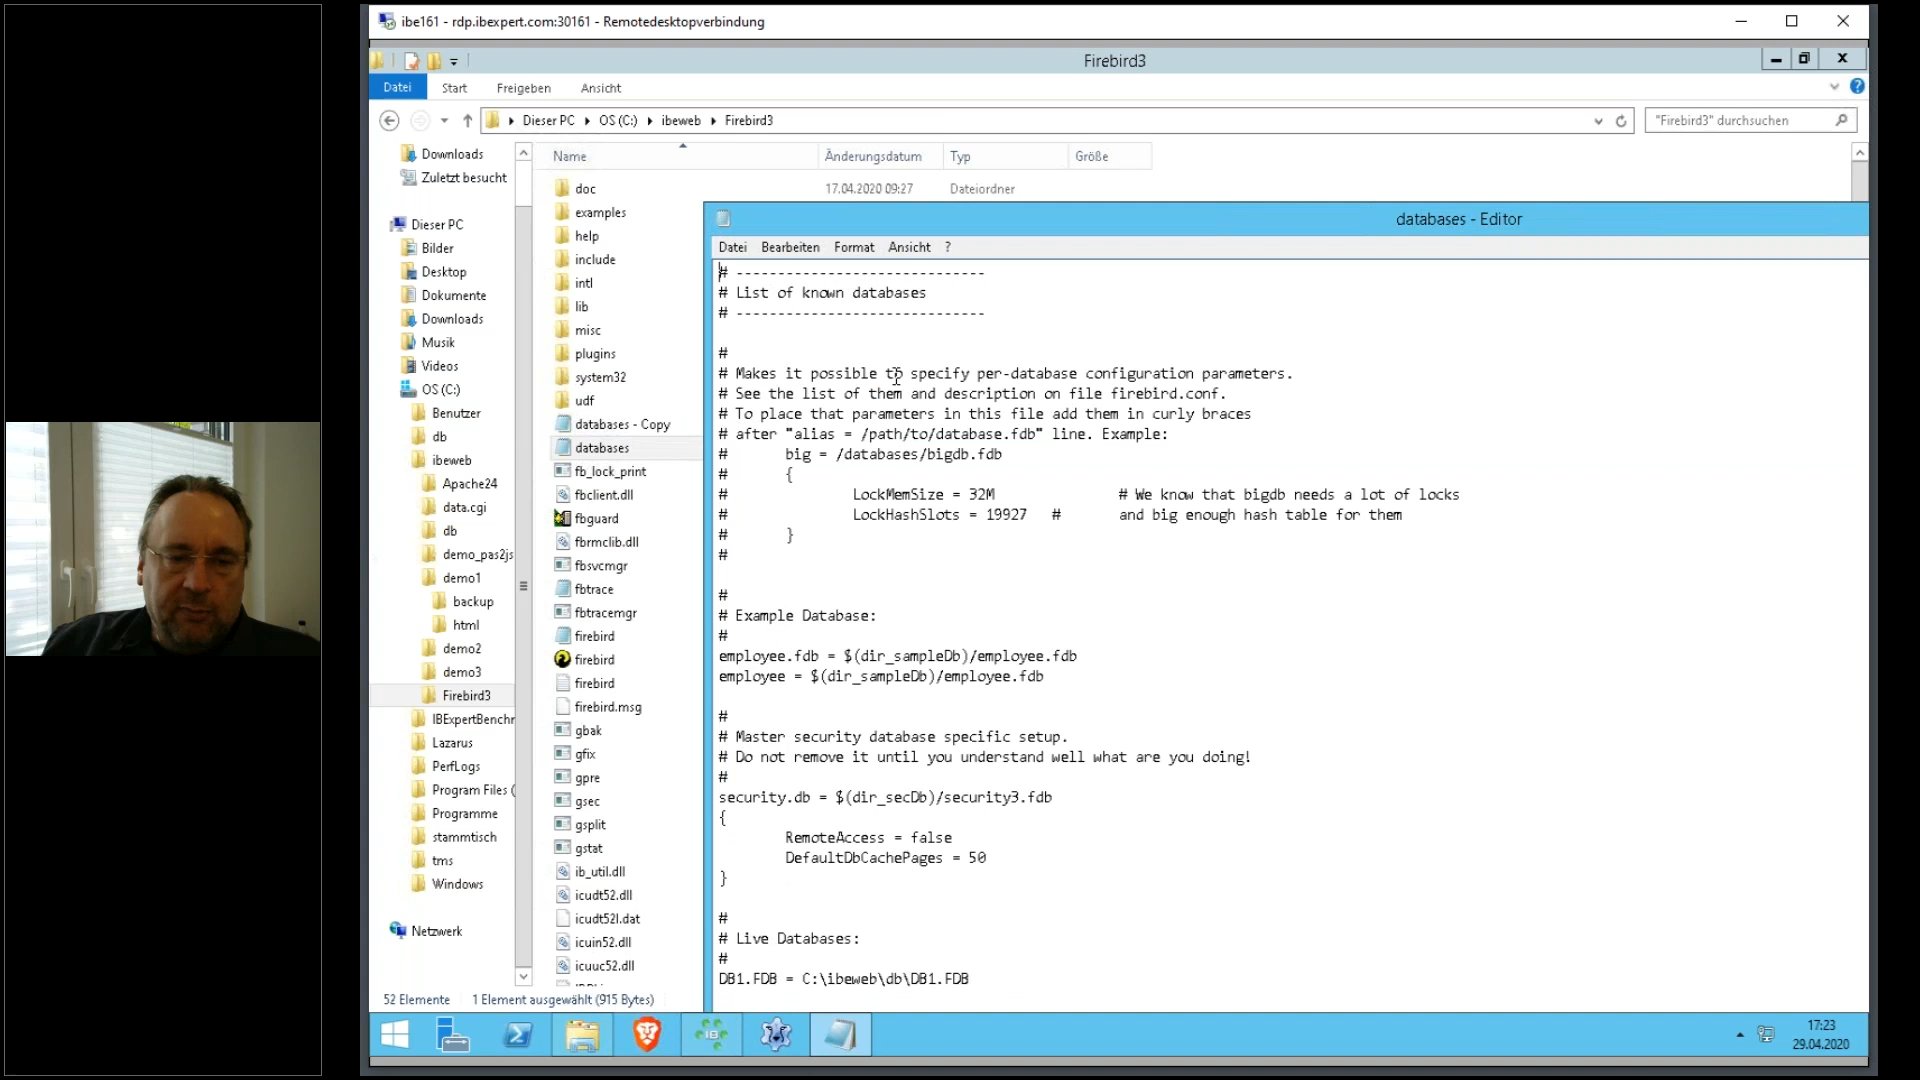 ibe161 - rdp.ibexpert.com:30161 - Remotedesktopverbindung
Firebird3
Datei Start Freigeben Ansicht
Dieser PC OS (C:) ibeweb Firebird3
"Firebird3" durchsuchen
Name Änderungsdatum Typ Größe
Downloads
Zuletzt besucht
Dieser PC
Bilder
Desktop
Dokumente
Downloads
Musik
Videos
OS (C:)
Benutzer
db
ibeweb
Apache24
data.cgi
db
demo_pas2js
demo1
backup
html
demo2
demo3
Firebird3
IBExpertBenchr
Lazarus
PerfLogs
Program Files (
Programme
stammtisch
tms
Windows
Netzwerk
doc 17.04.2020 09:27 Dateiordner
examples
help
include
intl
lib
misc
plugins
system32
udf
databases - Copy
databases
fb_lock_print
fbclient.dll
fbguard
fbrmclib.dll
fbsvcmgr
fbtrace
fbtracemgr
firebird
firebird
firebird
firebird.msg
gbak
gfix
gpre
gsec
gsplit
gstat
ib_util.dll
icudt52.dll
icudt52l.dat
icuin52.dll
icuuc52.dll
52 Elemente 1 Element ausgewählt (915 Bytes)
databases - Editor
Datei Bearbeiten Format Ansicht ?
# ------------------------------
# List of known databases
# ------------------------------
#
# Makes it possible to specify per-database configuration parameters.
# See the list of them and description on file firebird.conf.
# To place that parameters in this file add them in curly braces
# after "alias = /path/to/database.fdb" line. Example:
# big = /databases/bigdb.fdb
# {
# LockMemSize = 32M # We know that bigdb needs a lot of locks
# LockHashSlots = 19927 # and big enough hash table for them
# }
#
#
# Example Database:
#
employee.fdb = $(dir_sampleDb)/employee.fdb
employee = $(dir_sampleDb)/employee.fdb
#
# Master security database specific setup.
# Do not remove it until you understand well what are you doing!
#
security.db = $(dir_secDb)/security3.fdb
{
RemoteAccess = false
DefaultDbCachePages = 50
}
#
# Live Databases:
#
DB1.FDB = C:\ibeweb\db\DB1.FDB
17:23
29.04.2020